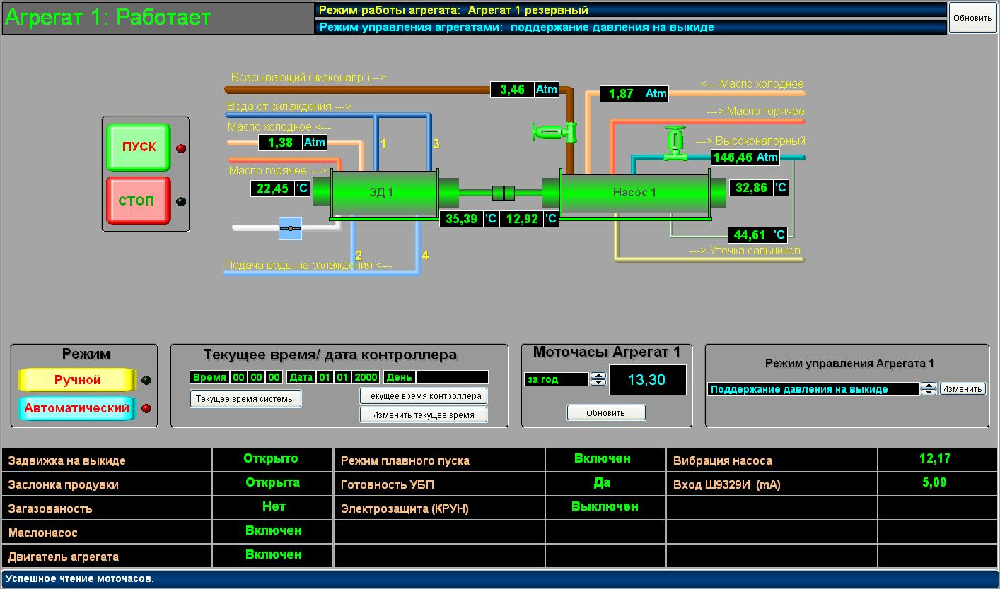 Агрегат 1: Работает
Режим работы агрегата: Агрегат 1 резервный
Режим управления агрегатами: поддержание давления на выкиде
Обновить
Всасывающий (низконапр.) -->
3,46 Atm
1,87 Atm
<--- Масло холодное
Вода от охлаждения --->
---> Масло горячее
Масло холодное <---
1,38 Atm
1
3
---> Высоконапорный
146,46 Atm
Масло горячее --->
22,45 'C
ЭД 1
Насос 1
32,86 'C
35,39 'C
12,92 'C
44,61 'C
---> Утечка сальников
2
4
Подача воды на охлаждения <---
ПУСК
СТОП
Режим
Ручной
Автоматический
Текущее время/ дата контроллера
Время 00 00 00 Дата 01 01 2000 День
Текущее время системы
Текущее время контроллера
Изменить текущее время
Моточасы Агрегат 1
за год
13,30
Обновить
Режим управления Агрегата 1
Поддержание давления на выкиде
Изменить
Задвижка на выкиде Открыто Режим плавного пуска Включен Вибрация насоса 12,17
Заслонка продувки Открыта Готовность УБП Да Вход Ш9329И (mA) 5,09
Загазованость Нет Электрозащита (КРУН) Выключен
Маслонасос Включен
Двигатель агрегата Включен
Успешное чтение моточасов.